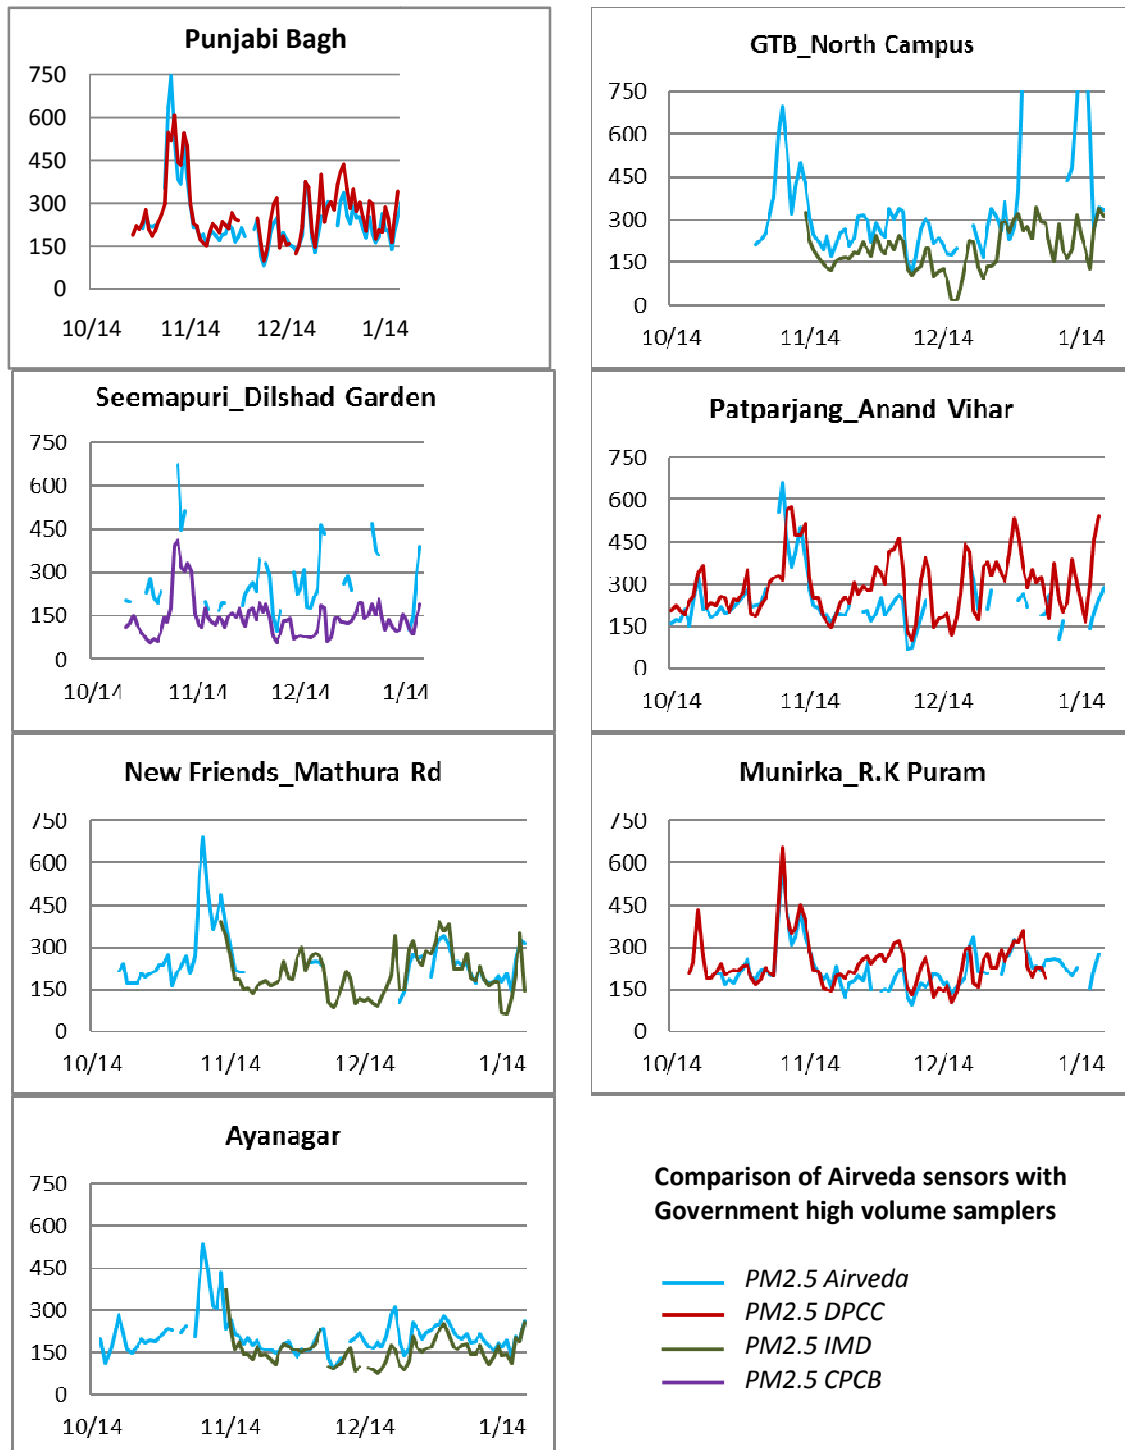 Punjabi Bagh
750
600
450
300
150
0
10/14 11/14 12/14 1/14
GTB_North Campus
750
600
450
300
150
0
10/14 11/14 12/14 1/14
Seemapuri_Dilshad Garden
750
600
450
300
150
0
10/14 11/14 12/14 1/14
Patparjang_Anand Vihar
750
600
450
300
150
0
10/14 11/14 12/14 1/14
New Friends_Mathura Rd
750
600
450
300
150
0
10/14 11/14 12/14 1/14
Munirka_R.K Puram
750
600
450
300
150
0
10/14 11/14 12/14 1/14
Ayanagar
750
600
450
300
150
0
10/14 11/14 12/14 1/14
Comparison of Airveda sensors with
Government high volume samplers
PM2.5 Airveda
PM2.5 DPCC
PM2.5 IMD
PM2.5 CPCB